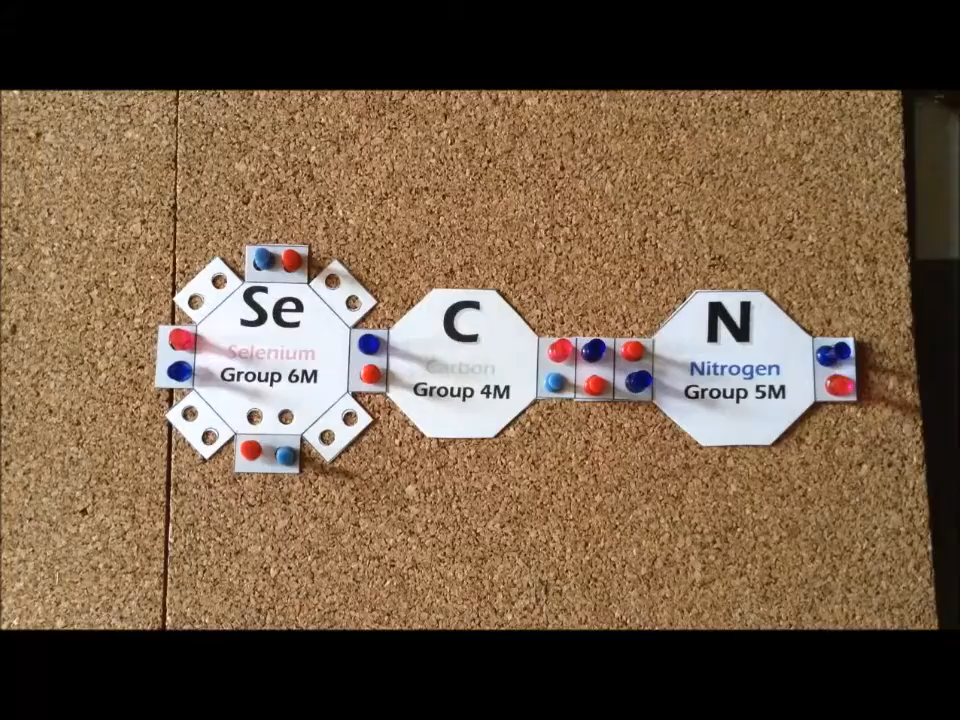 Se
Selenium
Group 6M
C
Carbon
Group 4M
N
Nitrogen
Group 5M